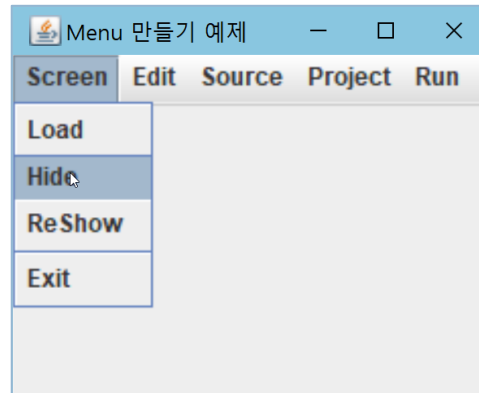 Menu 만들기 예제
Screen Edit Source Project Run
Load
Hide
ReShow
Exit